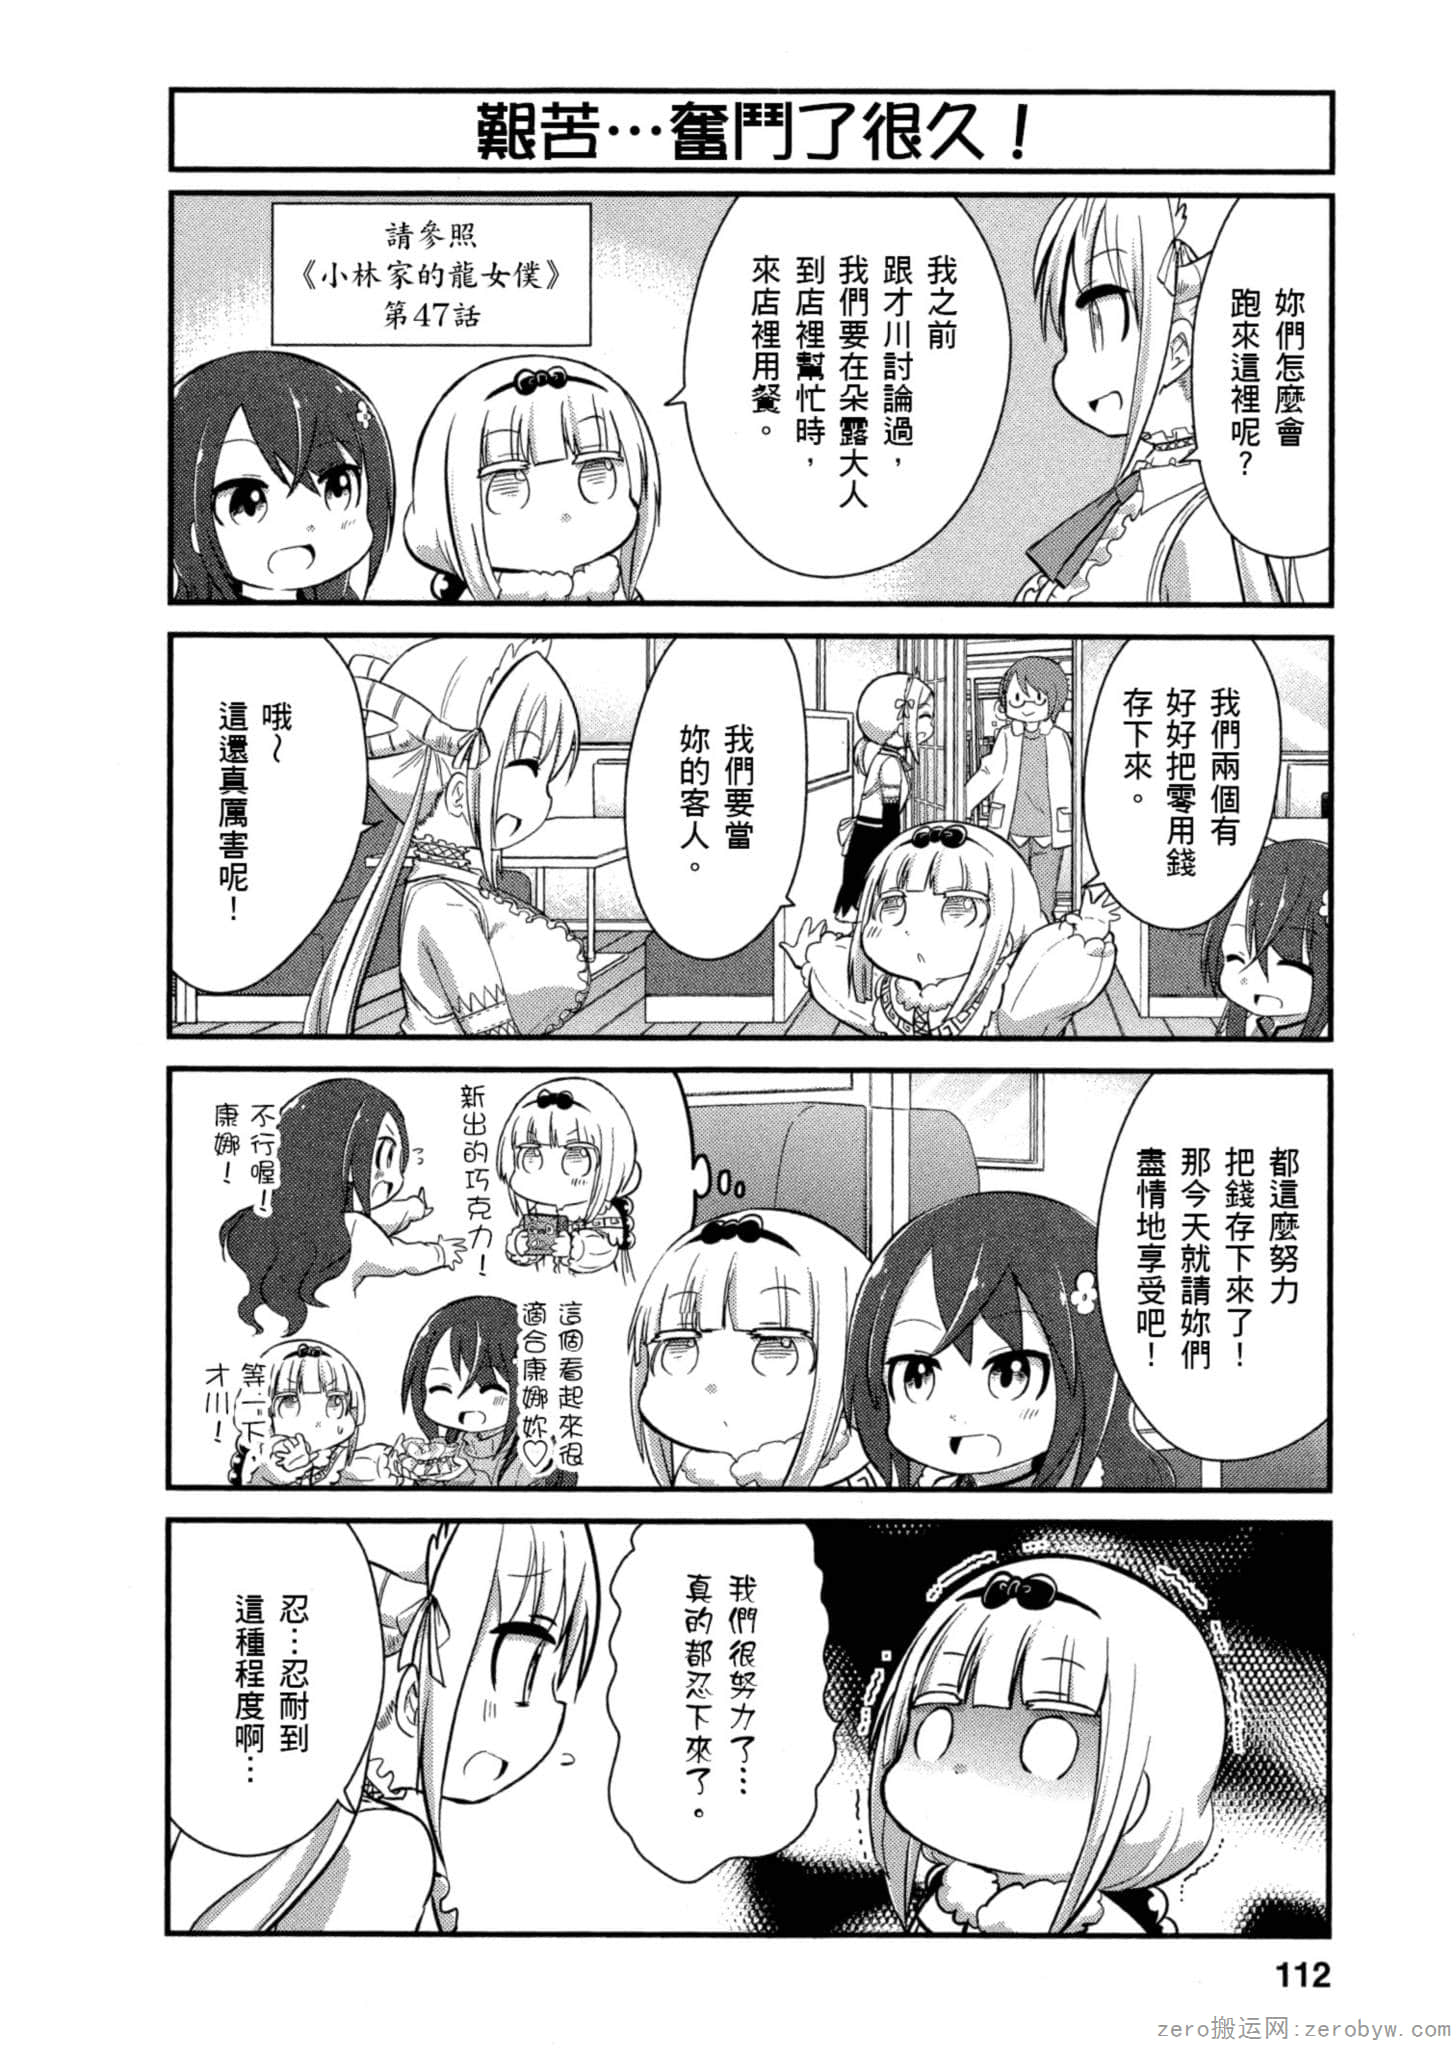 艱苦…奮鬥了很久！
妳們怎麼會
跑來這裡呢？
我之前
跟才川討論過，
我們要在朵露大人
到店裡幫忙時，
來店裡用餐。
請參照
《小林家的龍女僕》
第47話
我們兩個有
好好把零用錢
存下來。
我們要當
妳的客人。
哦～
這還真厲害呢！
都這麼努力
把錢存下來了！
那今天就請妳們
盡情地享受吧！
新出的巧克力！
不行喔！
康娜！
這個看起來很
適合康娜妳♡
等一下
才川！
我們很努力了…
真的都忍下來了。
忍…忍耐到
這種程度啊…
112
zero搬运网:zerobyw.com